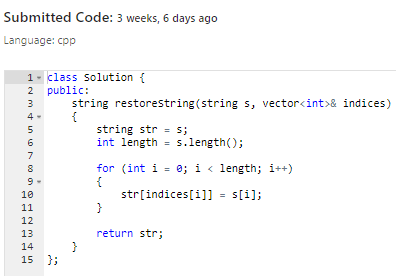 Submitted Code: 3 weeks, 6 days ago
Language: cpp
1 class Solution {
2 public:
3     string restoreString(string s, vector<int>& indices)
4     {
5         string str = s;
6         int length = s.length();
7
8         for (int i = 0; i < length; i++)
9         {
10             str[indices[i]] = s[i];
11         }
12
13         return str;
14     }
15 };